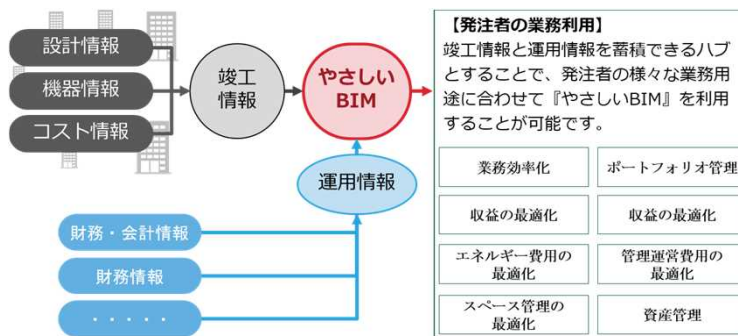 設計情報
機器情報
コスト情報
竣工
情報
やさしい
BIM
運用情報
財務・会計情報
財務情報
・・・・・
【発注者の業務利用】
竣工情報と運用情報を蓄積できるハブ
とすることで、発注者の様々な業務用
途に合わせて『やさしいBIM』を利用
することが可能です。
業務効率化
ポートフォリオ管理
収益の最適化
収益の最適化
エネルギー費用の
最適化
管理運営費用の
最適化
スペース管理の
最適化
資産管理